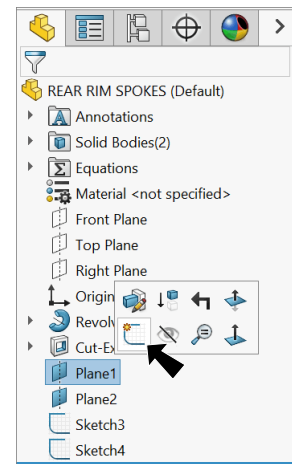 REAR RIM SPOKES (Default)
Annotations
Solid Bodies(2)
Equations
Material <not specified>
Front Plane
Top Plane
Right Plane
Origin
Revol
Cut-Ex
Plane1
Plane2
Sketch3
Sketch4